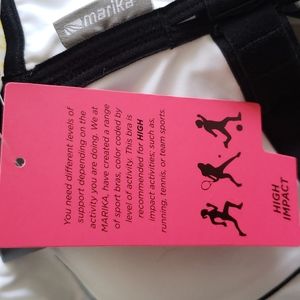 marika
You need different levels of
support depending on the
activity you are doing. We at
MARIKA, have created a range
of sport bras, color coded by
level of activity. This bra is
recommended for HIGH
impact activities; such as,
running, tennis, or team sports.
HIGH
IMPACT